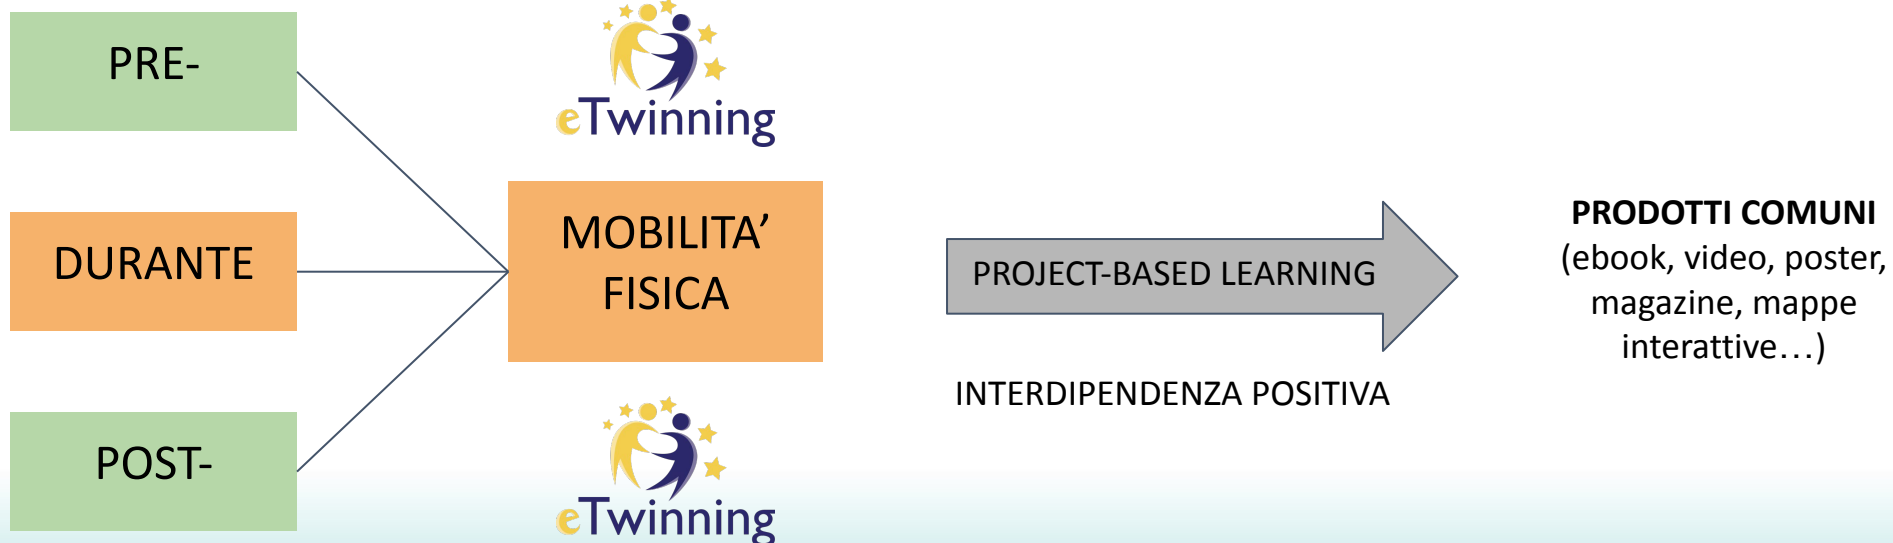 PRE-
eTwinning
DURANTE
MOBILITA’
FISICA
POST-
eTwinning
PROJECT-BASED LEARNING
INTERDIPENDENZA POSITIVA
PRODOTTI COMUNI
(ebook, video, poster,
magazine, mappe
interattive…)